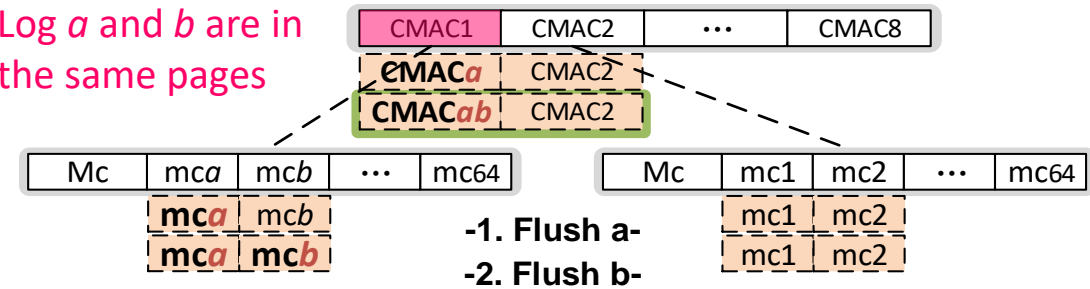 Log a and b are in
the same pages
CMAC1 CMAC2 ... CMAC8
CMACa CMAC2
CMACab CMAC2
Mc mca mcb ... mc64
mca mcb
mca mcb
-1. Flush a-
-2. Flush b-
Mc mc1 mc2 ... mc64
mc1 mc2
mc1 mc2